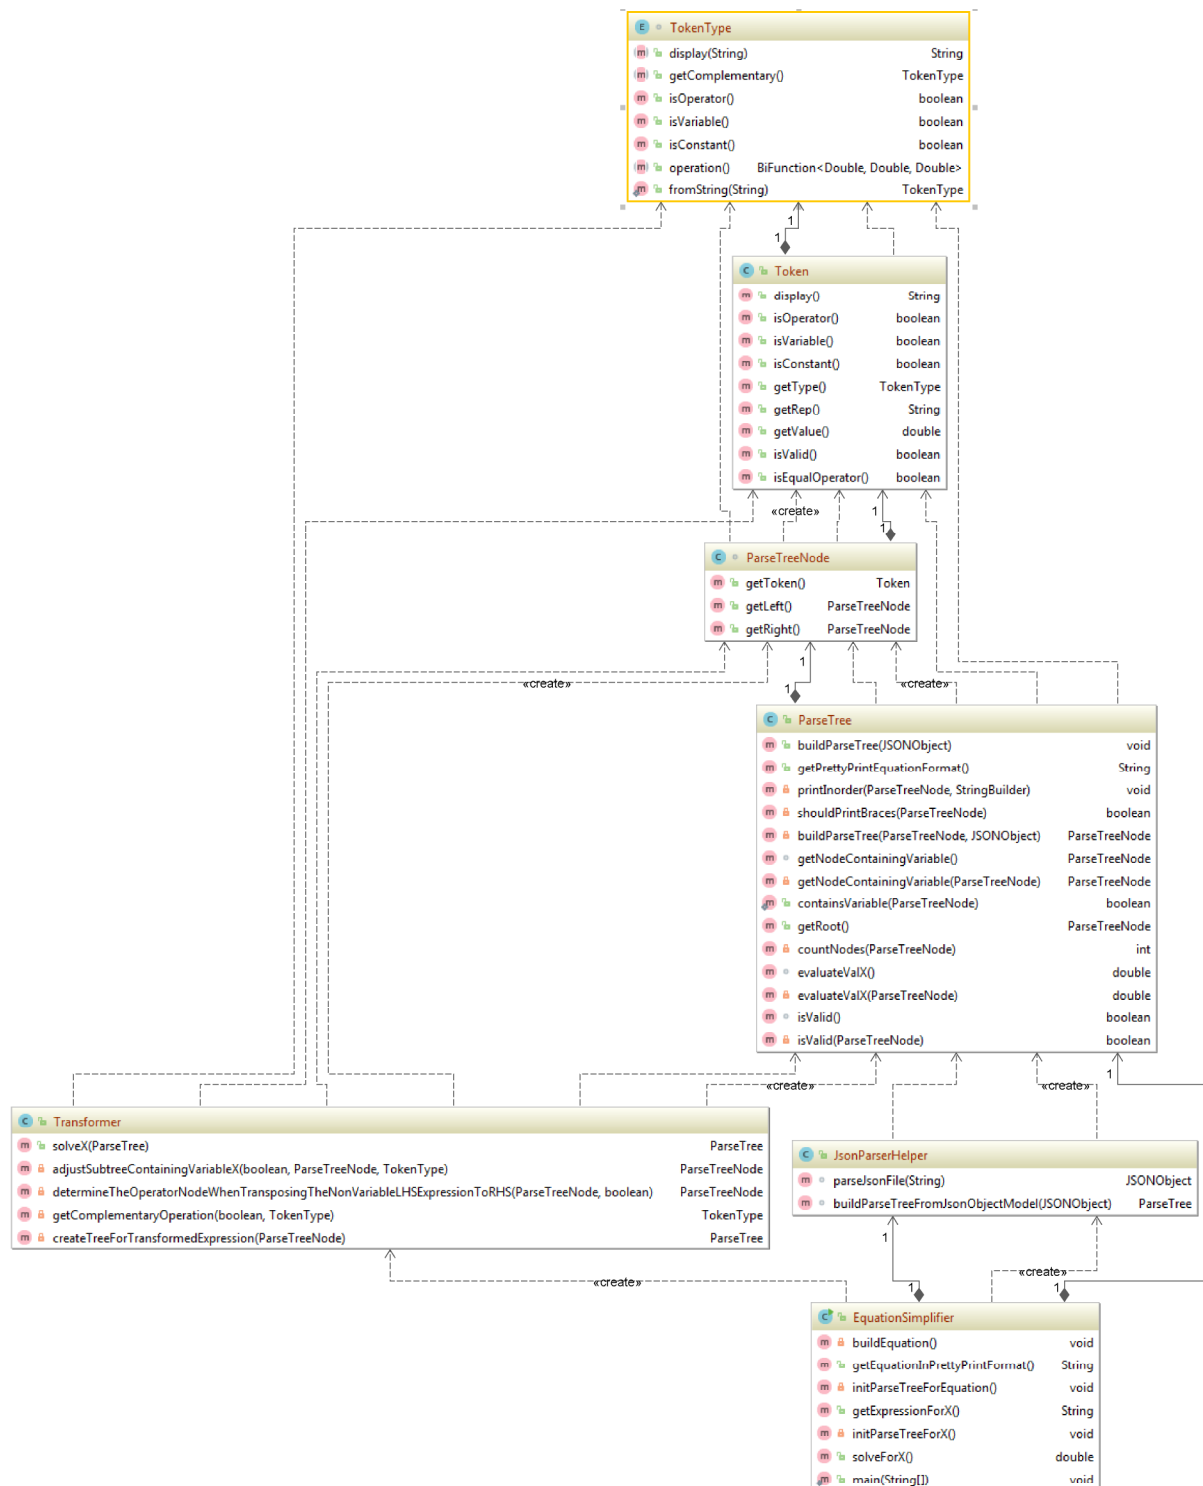 E TokenType
m display(String) String
m getComplementary() TokenType
m isOperator() boolean
m isVariable() boolean
m isConstant() boolean
m operation() BiFunction<Double, Double, Double>
m fromString(String) TokenType
1
1
C Token
m display() String
m isOperator() boolean
m isVariable() boolean
m isConstant() boolean
m getType() TokenType
m getRep() String
m getValue() double
m isValid() boolean
m isEqualOperator() boolean
«create» 1
1
C ParseTreeNode
m getToken() Token
m getLeft() ParseTreeNode
m getRight() ParseTreeNode
1
«create» 1 «create»
C ParseTree
m buildParseTree(JSONObject) void
m getPrettyPrintEquationFormat() String
m printInorder(ParseTreeNode, StringBuilder) void
m shouldPrintBraces(ParseTreeNode) boolean
m buildParseTree(ParseTreeNode, JSONObject) ParseTreeNode
m getNodeContainingVariable() ParseTreeNode
m getNodeContainingVariable(ParseTreeNode) ParseTreeNode
m containsVariable(ParseTreeNode) boolean
m getRoot() ParseTreeNode
m countNodes(ParseTreeNode) int
m evaluateValX() double
m evaluateValX(ParseTreeNode) double
m isValid() boolean
m isValid(ParseTreeNode) boolean
1
«create» «create»
C Transformer
m solveX(ParseTree) ParseTree
m adjustSubtreeContainingVariableX(boolean, ParseTreeNode, TokenType) ParseTreeNode
m determineTheOperatorNodeWhenTransposingTheNonVariableLHSExpressionToRHS(ParseTreeNode, boolean) ParseTreeNode
m getComplementaryOperation(boolean, TokenType) TokenType
m createTreeForTransformedExpression(ParseTreeNode) ParseTree
C JsonParserHelper
m parseJsonFile(String) JSONObject
m buildParseTreeFromJsonObjectModel(JSONObject) ParseTree
1
«create» 1 «create» 1
C EquationSimplifier
m buildEquation() void
m getEquationInPrettyPrintFormat() String
m initParseTreeForEquation() void
m getExpressionForX() String
m initParseTreeForX() void
m solveForX() double
m main(String[]) void